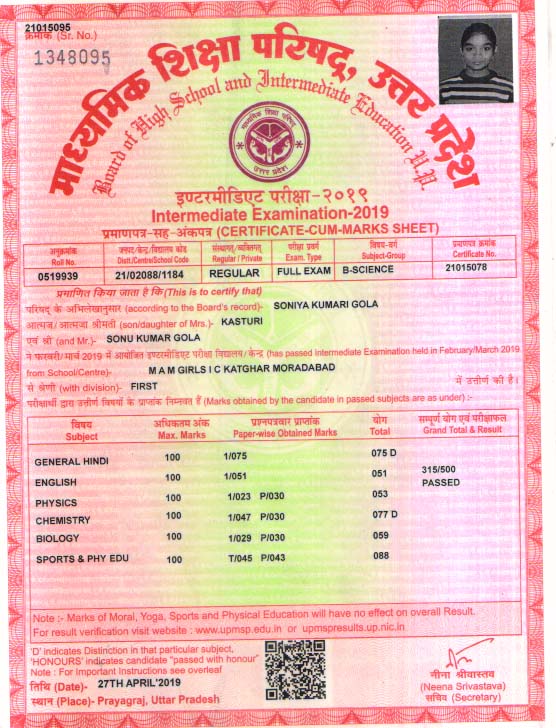 21015095
क्रमांक (Sr. No.)
1348095
माध्यमिक शिक्षा परिषद्, उत्तर प्रदेश
Board of High School and Intermediate Education U.P.
माध्यमिक शिक्षा परिषद्
उत्तर प्रदेश
इण्टरमीडिएट परीक्षा-२०१९
Intermediate Examination-2019
प्रमाणपत्र-सह-अंकपत्र (CERTIFICATE-CUM-MARKS SHEET)
अनुक्रमांक जनपद/केन्द्र/विद्यालय कोड संस्थागत/व्यक्तिगत परीक्षा प्रवर्ग विषय-वर्ग प्रमाणपत्र क्रमांक
Roll No. Distt./Centre/School Code Regular / Private Exam. Type Subject-Group Certificate No.
0519939 21/02088/1184 REGULAR FULL EXAM B-SCIENCE 21015078
प्रमाणित किया जाता है कि (This is to certify that)
परिषद् के अभिलेखानुसार (according to the Board's record)- SONIYA KUMARI GOLA
आत्मज/आत्मजा श्रीमती (son/daughter of Mrs.)- KASTURI
एवं श्री (and Mr.)- SONU KUMAR GOLA
ने फरवरी/मार्च 2019 में आयोजित इण्टरमीडिएट परीक्षा विद्यालय/केन्द्र (has passed Intermediate Examination held in February/March 2019
from School/Centre)- M A M GIRLS I C KATGHAR MORADABAD
से श्रेणी (with division)- FIRST में उत्तीर्ण की है।
परीक्षार्थी द्वारा उत्तीर्ण विषयों के प्राप्तांक निम्नवत हैं (Marks obtained by the candidate in passed subjects are as under) :-
विषय अधिकतम अंक प्रश्नपत्रवार प्राप्तांक योग सम्पूर्ण योग एवं परीक्षाफल
Subject Max. Marks Paper-wise Obtained Marks Total Grand Total & Result
GENERAL HINDI 100 1/075 075 D
ENGLISH 100 1/051 051 315/500
PASSED
PHYSICS 100 1/023 P/030 053
CHEMISTRY 100 1/047 P/030 077 D
BIOLOGY 100 1/029 P/030 059
SPORTS & PHY EDU 100 T/045 P/043 088
Note :- Marks of Moral, Yoga, Sports and Physical Education will have no effect on overall Result.
For result verification visit website : www.upmsp.edu.in or upmspresults.up.nic.in
'D' indicates Distinction in that particular subject,
'HONOURS' indicates candidate "passed with honour"
Note : For Important Instructions see overleaf
तिथि (Date)- 27TH APRIL'2019
स्थान (Place)- Prayagraj, Uttar Pradesh
नीना श्रीवास्तव
(Neena Srivastava)
सचिव (Secretary)